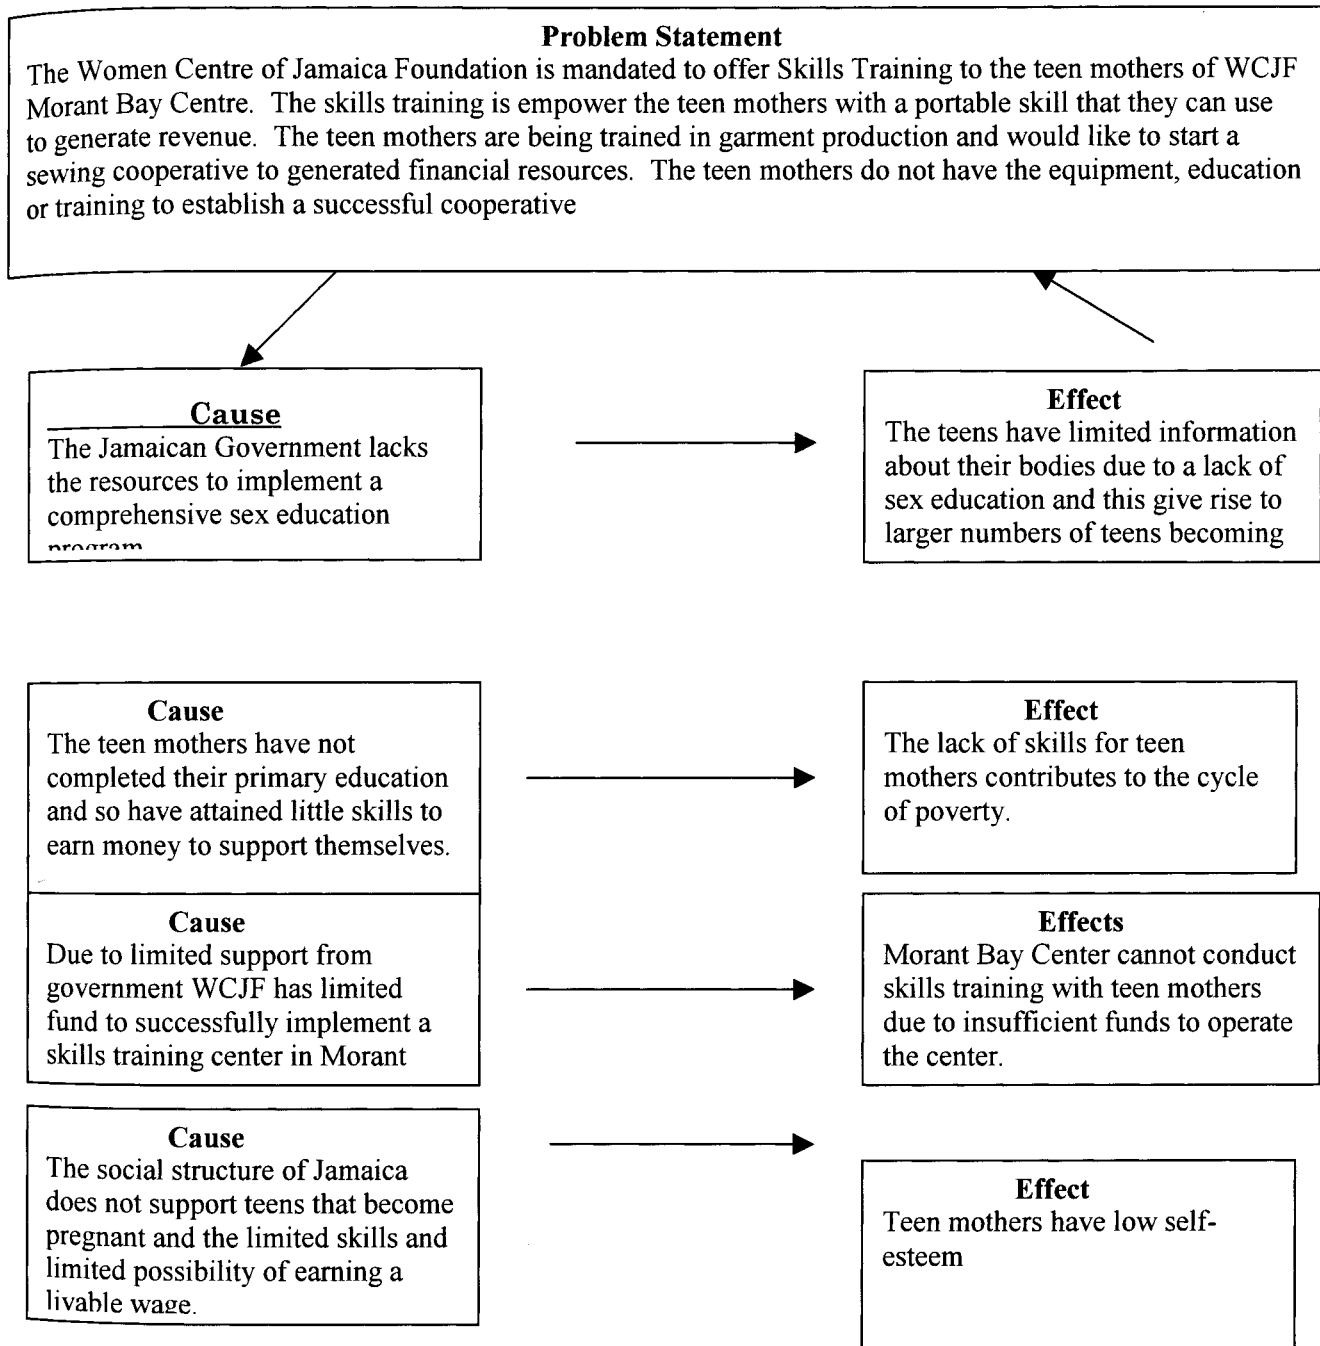 Problem Statement
The Women Centre of Jamaica Foundation is mandated to offer Skills Training to the teen mothers of WCJF
Morant Bay Centre. The skills training is empower the teen mothers with a portable skill that they can use
to generate revenue. The teen mothers are being trained in garment production and would like to start a
sewing cooperative to generated financial resources. The teen mothers do not have the equipment, education
or training to establish a successful cooperative
Cause
The Jamaican Government lacks
the resources to implement a
comprehensive sex education
program
Effect
The teens have limited information
about their bodies due to a lack of
sex education and this give rise to
larger numbers of teens becoming
Cause
The teen mothers have not
completed their primary education
and so have attained little skills to
earn money to support themselves.
Effect
The lack of skills for teen
mothers contributes to the cycle
of poverty.
Cause
Due to limited support from
government WCJF has limited
fund to successfully implement a
skills training center in Morant
Effects
Morant Bay Center cannot conduct
skills training with teen mothers
due to insufficient funds to operate
the center.
Cause
The social structure of Jamaica
does not support teens that become
pregnant and the limited skills and
limited possibility of earning a
livable wage.
Effect
Teen mothers have low self-
esteem